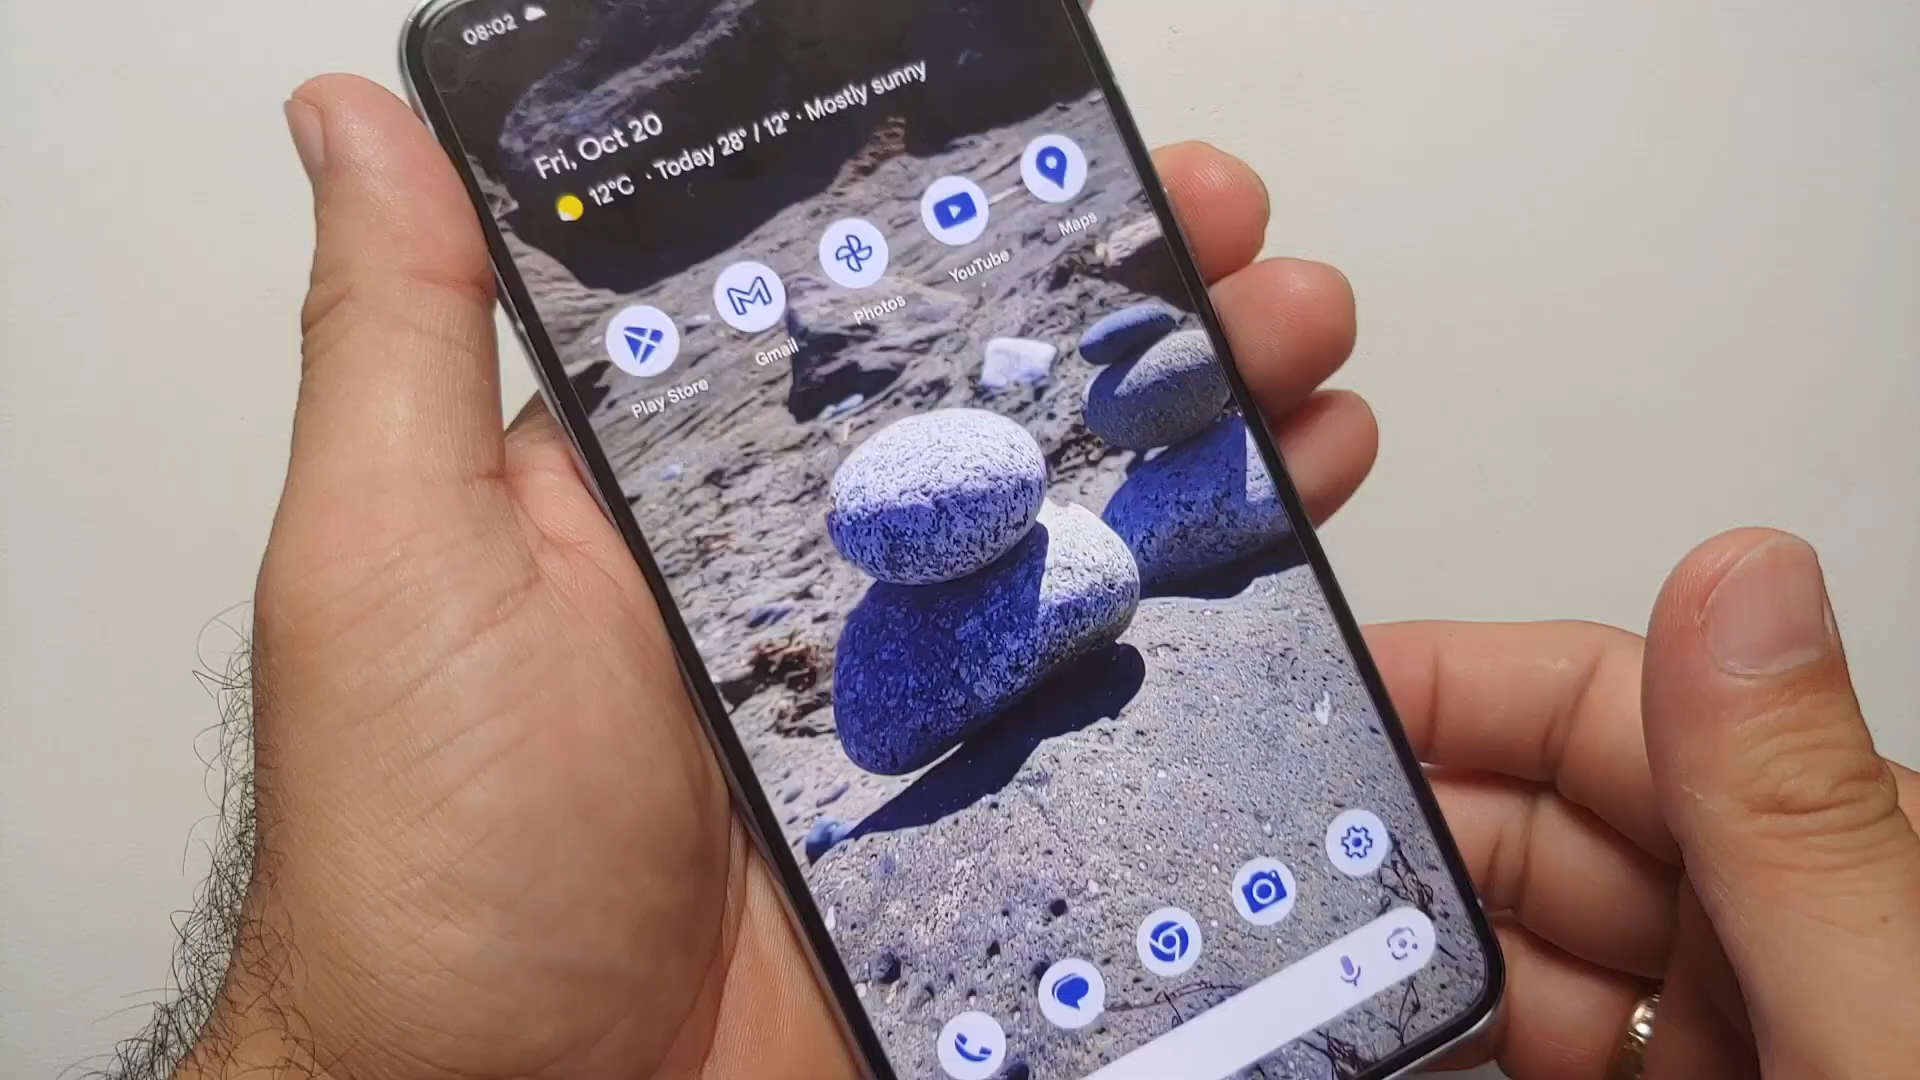 08:02
Fri, Oct 20
12°C · Today 28° / 12° · Mostly sunny
Play Store
Gmail
Photos
YouTube
Maps